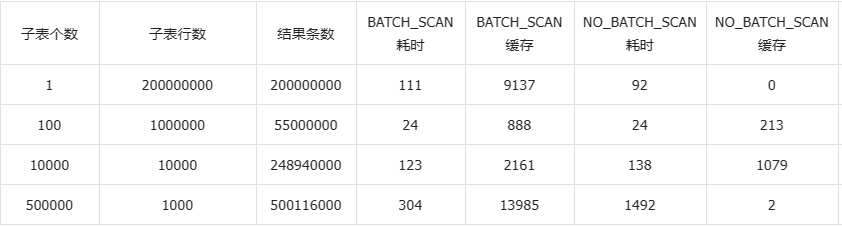 子表个数 子表行数 结果条数 BATCH_SCAN 耗时 BATCH_SCAN 缓存 NO_BATCH_SCAN 耗时 NO_BATCH_SCAN 缓存
1 200000000 200000000 111 9137 92 0
100 1000000 55000000 24 888 24 213
10000 10000 248940000 123 2161 138 1079
500000 1000 500116000 304 13985 1492 2